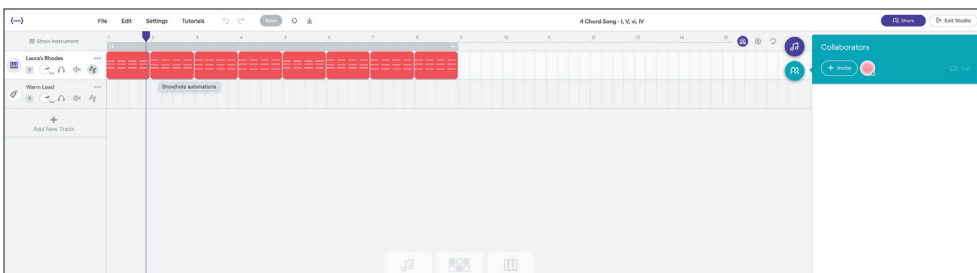 File Edit Settings Tutorials Save 4 Chord Song - I, V, vi, IV Share Exit Studio
Show Instrument 1 2 3 4 5 6 7 8 9 10 11 12 13 14 15
Collaborators
Laura's Rhodes
R
+ Invite
Call
Warm Lead
Show/hide automations
R
+
Add New Track